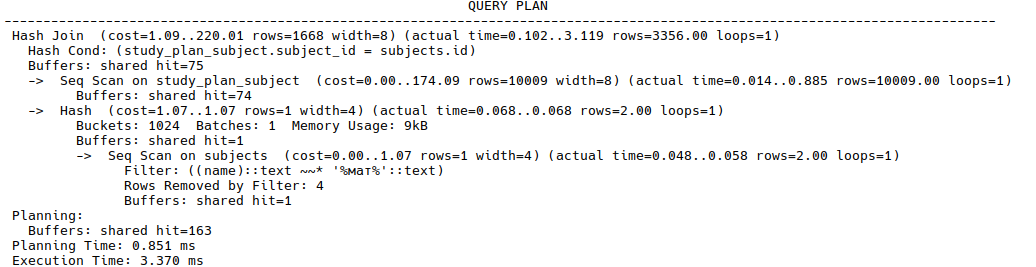 QUERY PLAN
-----------------------------------------------------------------------------------------------------------------------------
Hash Join  (cost=1.09..220.01 rows=1668 width=8) (actual time=0.102..3.119 rows=3356.00 loops=1)
  Hash Cond: (study_plan_subject.subject_id = subjects.id)
  Buffers: shared hit=75
  ->  Seq Scan on study_plan_subject  (cost=0.00..174.09 rows=10009 width=8) (actual time=0.014..0.885 rows=10009.00 loops=1)
        Buffers: shared hit=74
  ->  Hash  (cost=1.07..1.07 rows=1 width=4) (actual time=0.068..0.068 rows=2.00 loops=1)
        Buckets: 1024  Batches: 1  Memory Usage: 9kB
        Buffers: shared hit=1
        ->  Seq Scan on subjects  (cost=0.00..1.07 rows=1 width=4) (actual time=0.048..0.058 rows=2.00 loops=1)
              Filter: ((name)::text ~~* '%мат%'::text)
              Rows Removed by Filter: 4
              Buffers: shared hit=1
Planning:
  Buffers: shared hit=163
Planning Time: 0.851 ms
Execution Time: 3.370 ms